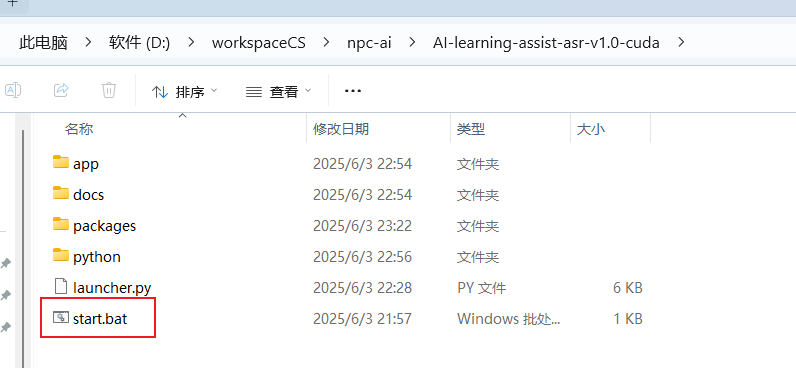 此电脑 > 软件 (D:) > workspaceCS > npc-ai > AI-learning-assist-asr-v1.0-cuda >
排序 查看 ...
名称 修改日期 类型 大小
app 2025/6/3 22:54 文件夹
docs 2025/6/3 22:54 文件夹
packages 2025/6/3 23:22 文件夹
python 2025/6/3 22:56 文件夹
launcher.py 2025/6/3 22:28 PY 文件 6 KB
start.bat 2025/6/3 21:57 Windows 批处... 1 KB